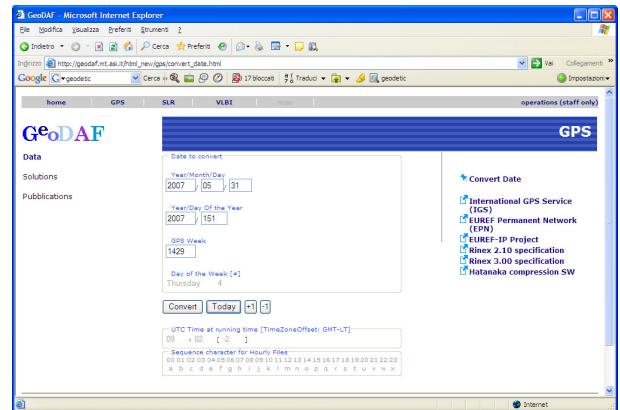 GeoDAF - Microsoft Internet Explorer
File Modifica Visualizza Preferiti Strumenti ?
Indietro Cerca Preferiti
Indirizzo http://geodaf.mt.asi.it/html_new/gps/convert_date.html Vai Collegamenti »
Google G geodetic Cerca 17 bloccati Traduci geodetic Impostazioni
home GPS SLR VLBI operations (staff only)
GeoDAF GPS
Data
Solutions
Pubblications
Date to convert
Year/Month/Day
2007 / 05 / 31
Year/Day Of the Year
2007 / 151
GPS Week
1429
Day of the Week [#]
Thursday 4
Convert Today +1 -1
UTC Time at running time [TimeZoneOffset: GMT-LT]
09 : 02 [ -2 ]
Sequence character for Hourly Files
00 01 02 03 04 05 06 07 08 09 10 11 12 13 14 15 16 17 18 19 20 21 22 23
a b c d e f g h i j k l m n o p q r s t u v w x
Convert Date
International GPS Service
(IGS)
EUREF Permanent Network
(EPN)
EUREF-IP Project
Rinex 2.10 specification
Rinex 3.00 specification
Hatanaka compression SW
Internet